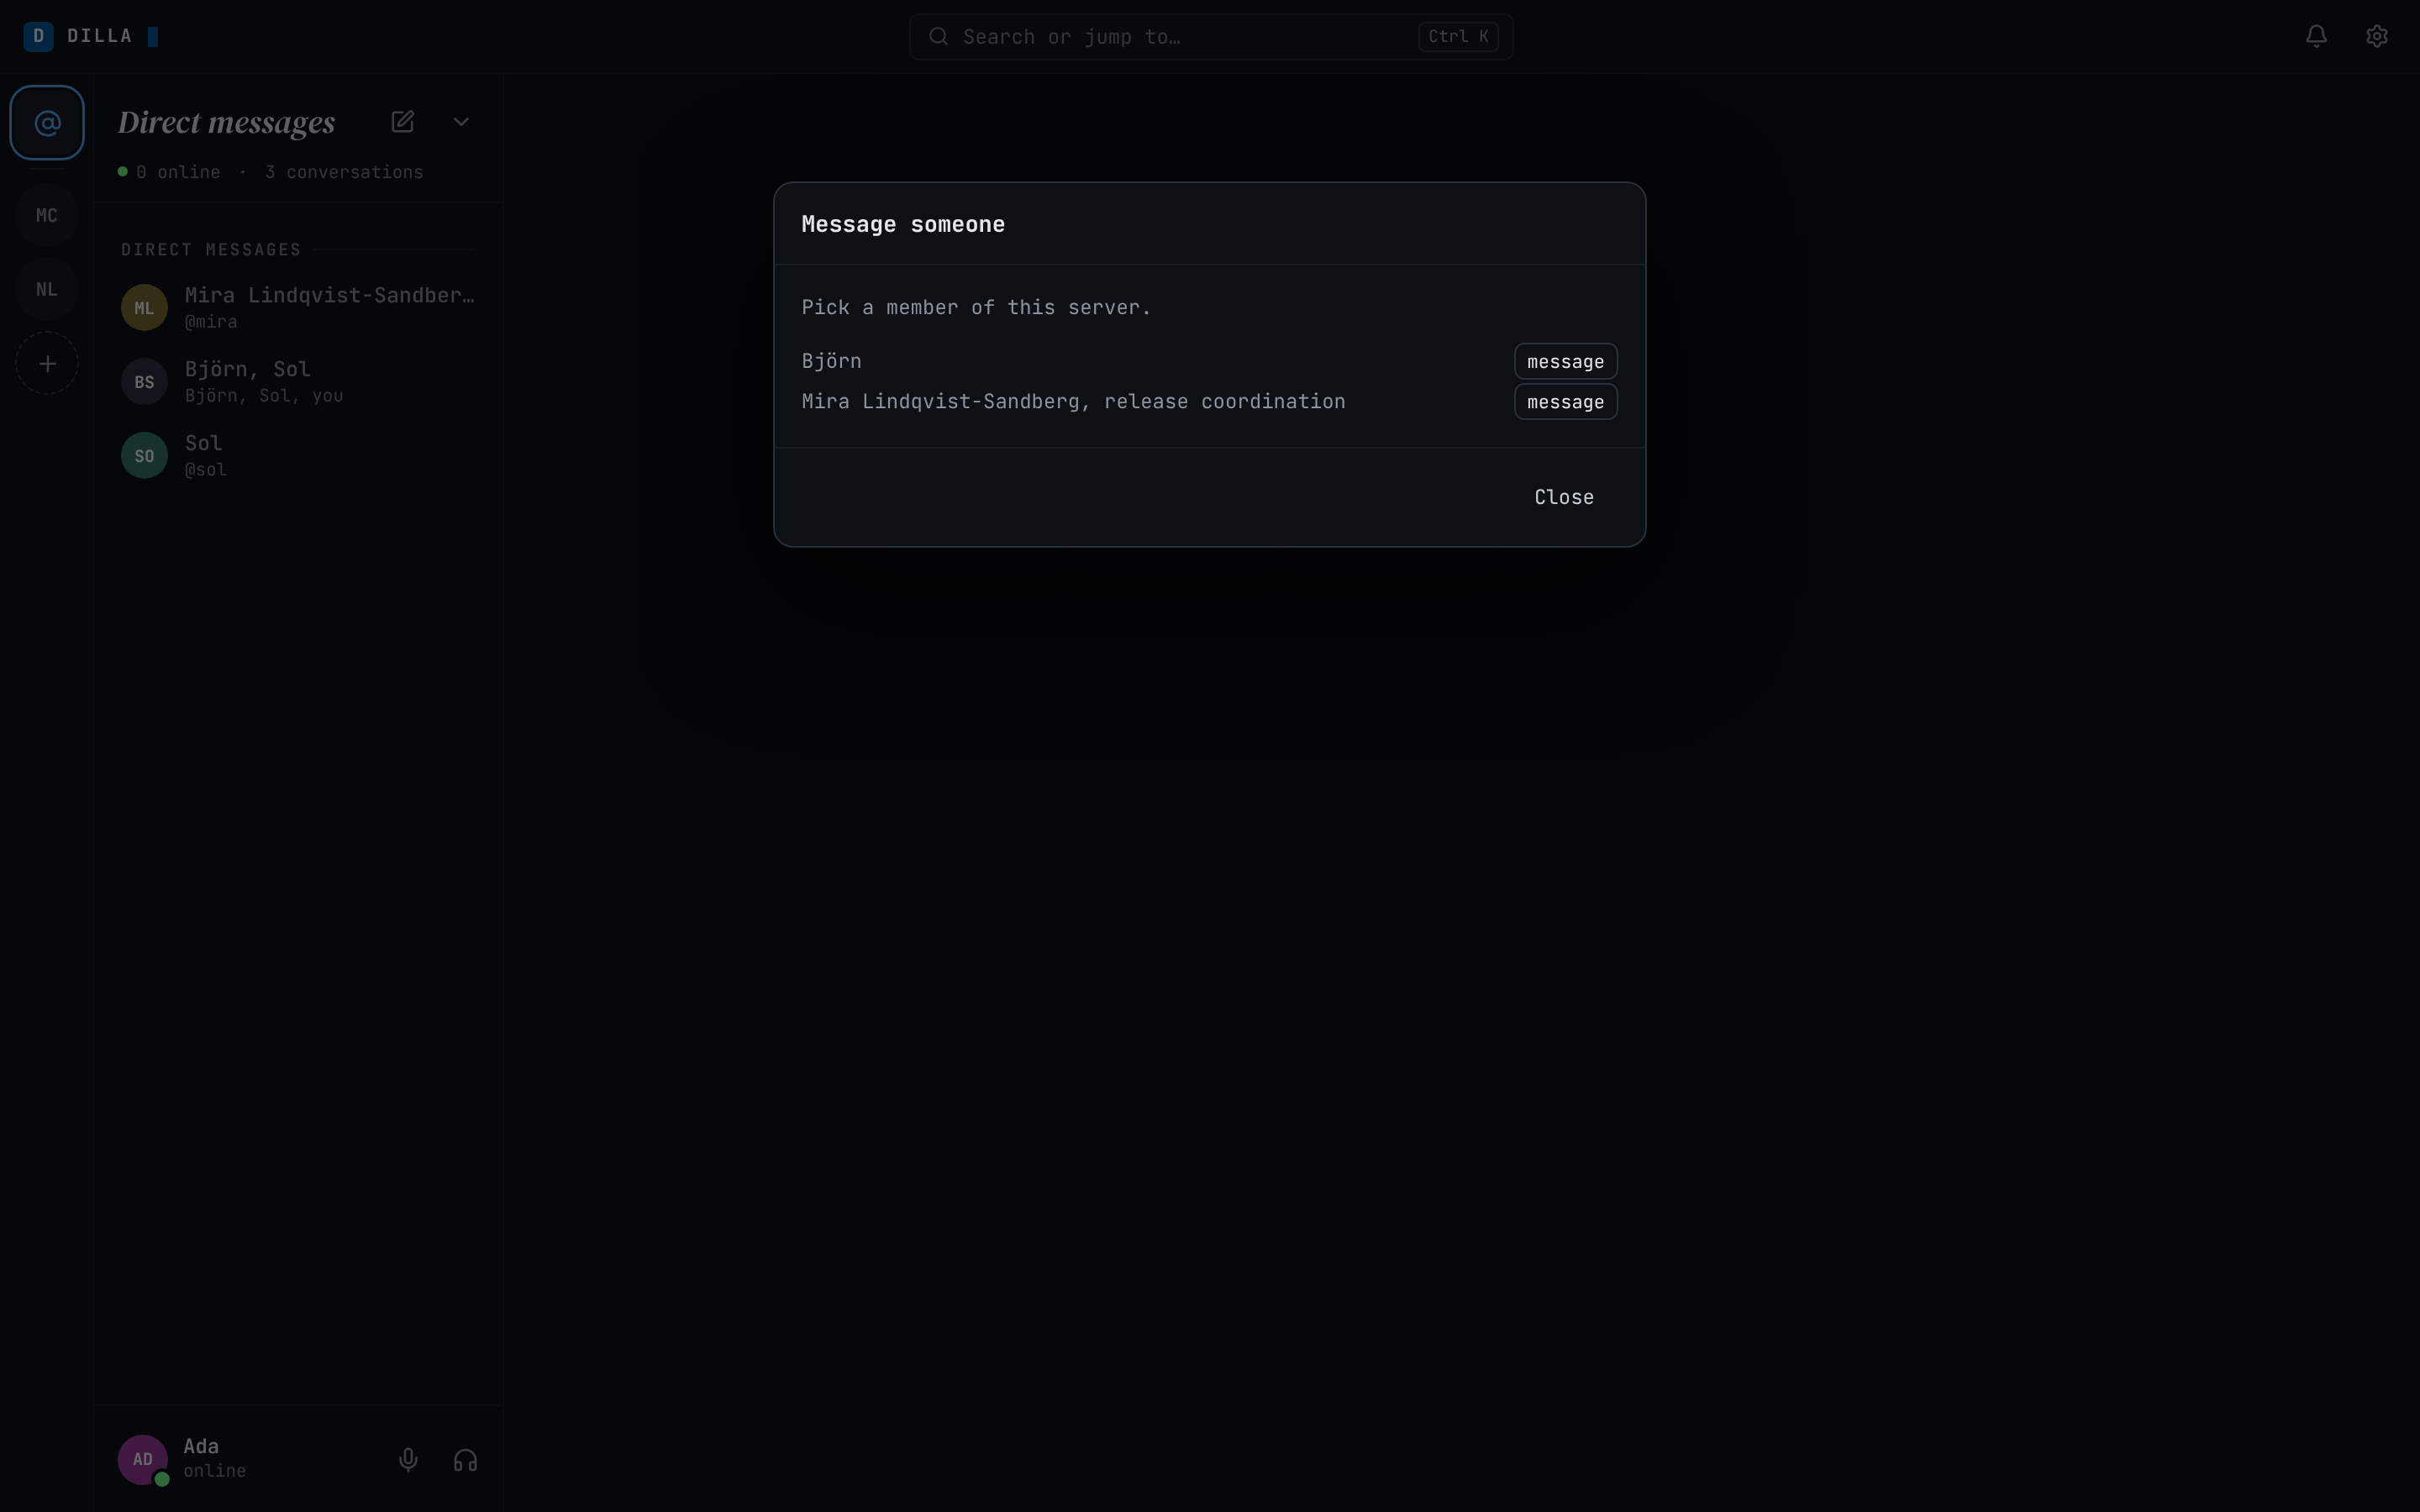 D DILLA
Search or jump to… Ctrl K
@
MC
NL
Direct messages
0 online · 3 conversations
DIRECT MESSAGES
ML Mira Lindqvist-Sandber…
@mira
BS Björn, Sol
Björn, Sol, you
SO Sol
@sol
Message someone
Pick a member of this server.
Björn message
Mira Lindqvist-Sandberg, release coordination message
Close
AD Ada
online